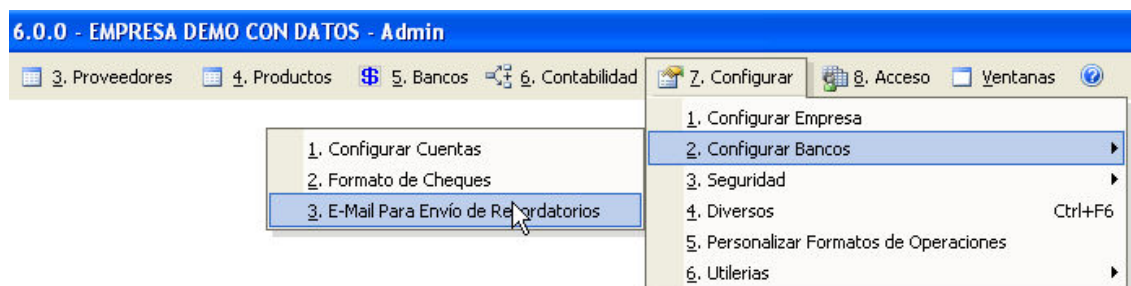 6.0.0 - EMPRESA DEMO CON DATOS - Admin
3. Proveedores 4. Productos $ 5. Bancos 6. Contabilidad 7. Configurar 8. Acceso Ventanas ?
1. Configurar Empresa
2. Configurar Bancos
3. Seguridad
4. Diversos Ctrl+F6
5. Personalizar Formatos de Operaciones
6. Utilerias
1. Configurar Cuentas
2. Formato de Cheques
3. E-Mail Para Envío de Recordatorios